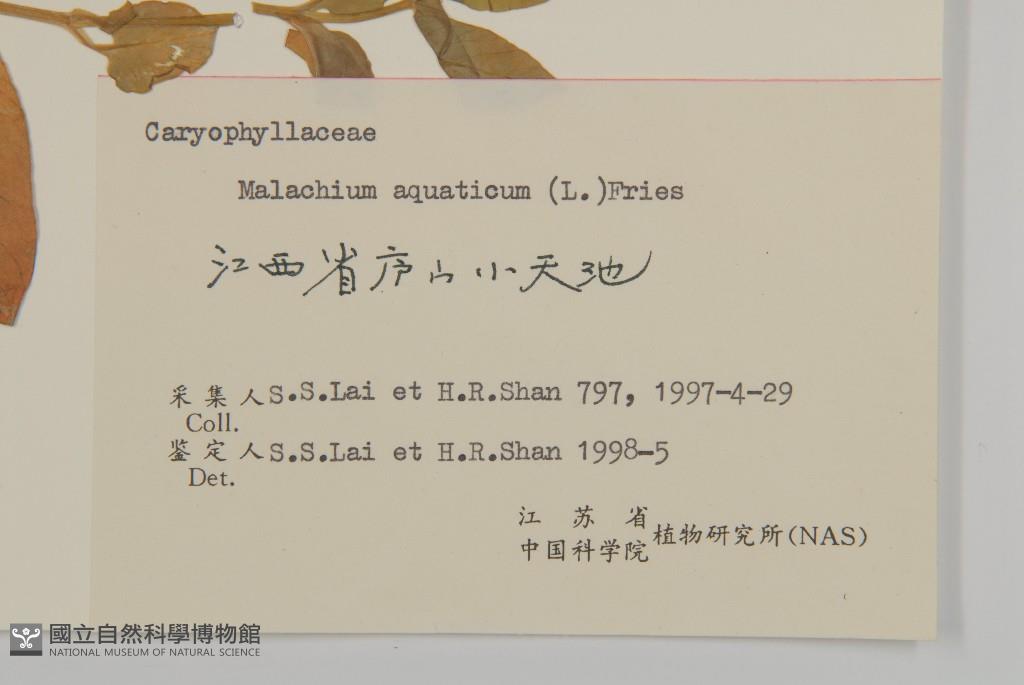 Caryophyllaceae
Malachium aquaticum (L.)Fries
江西省庐山小天池
采集人 S.S.Lai et H.R.Shan 797, 1997-4-29
Coll.
鉴定人 S.S.Lai et H.R.Shan 1998-5
Det.
江苏省
中国科学院 植物研究所(NAS)
國立自然科學博物館
NATIONAL MUSEUM OF NATURAL SCIENCE